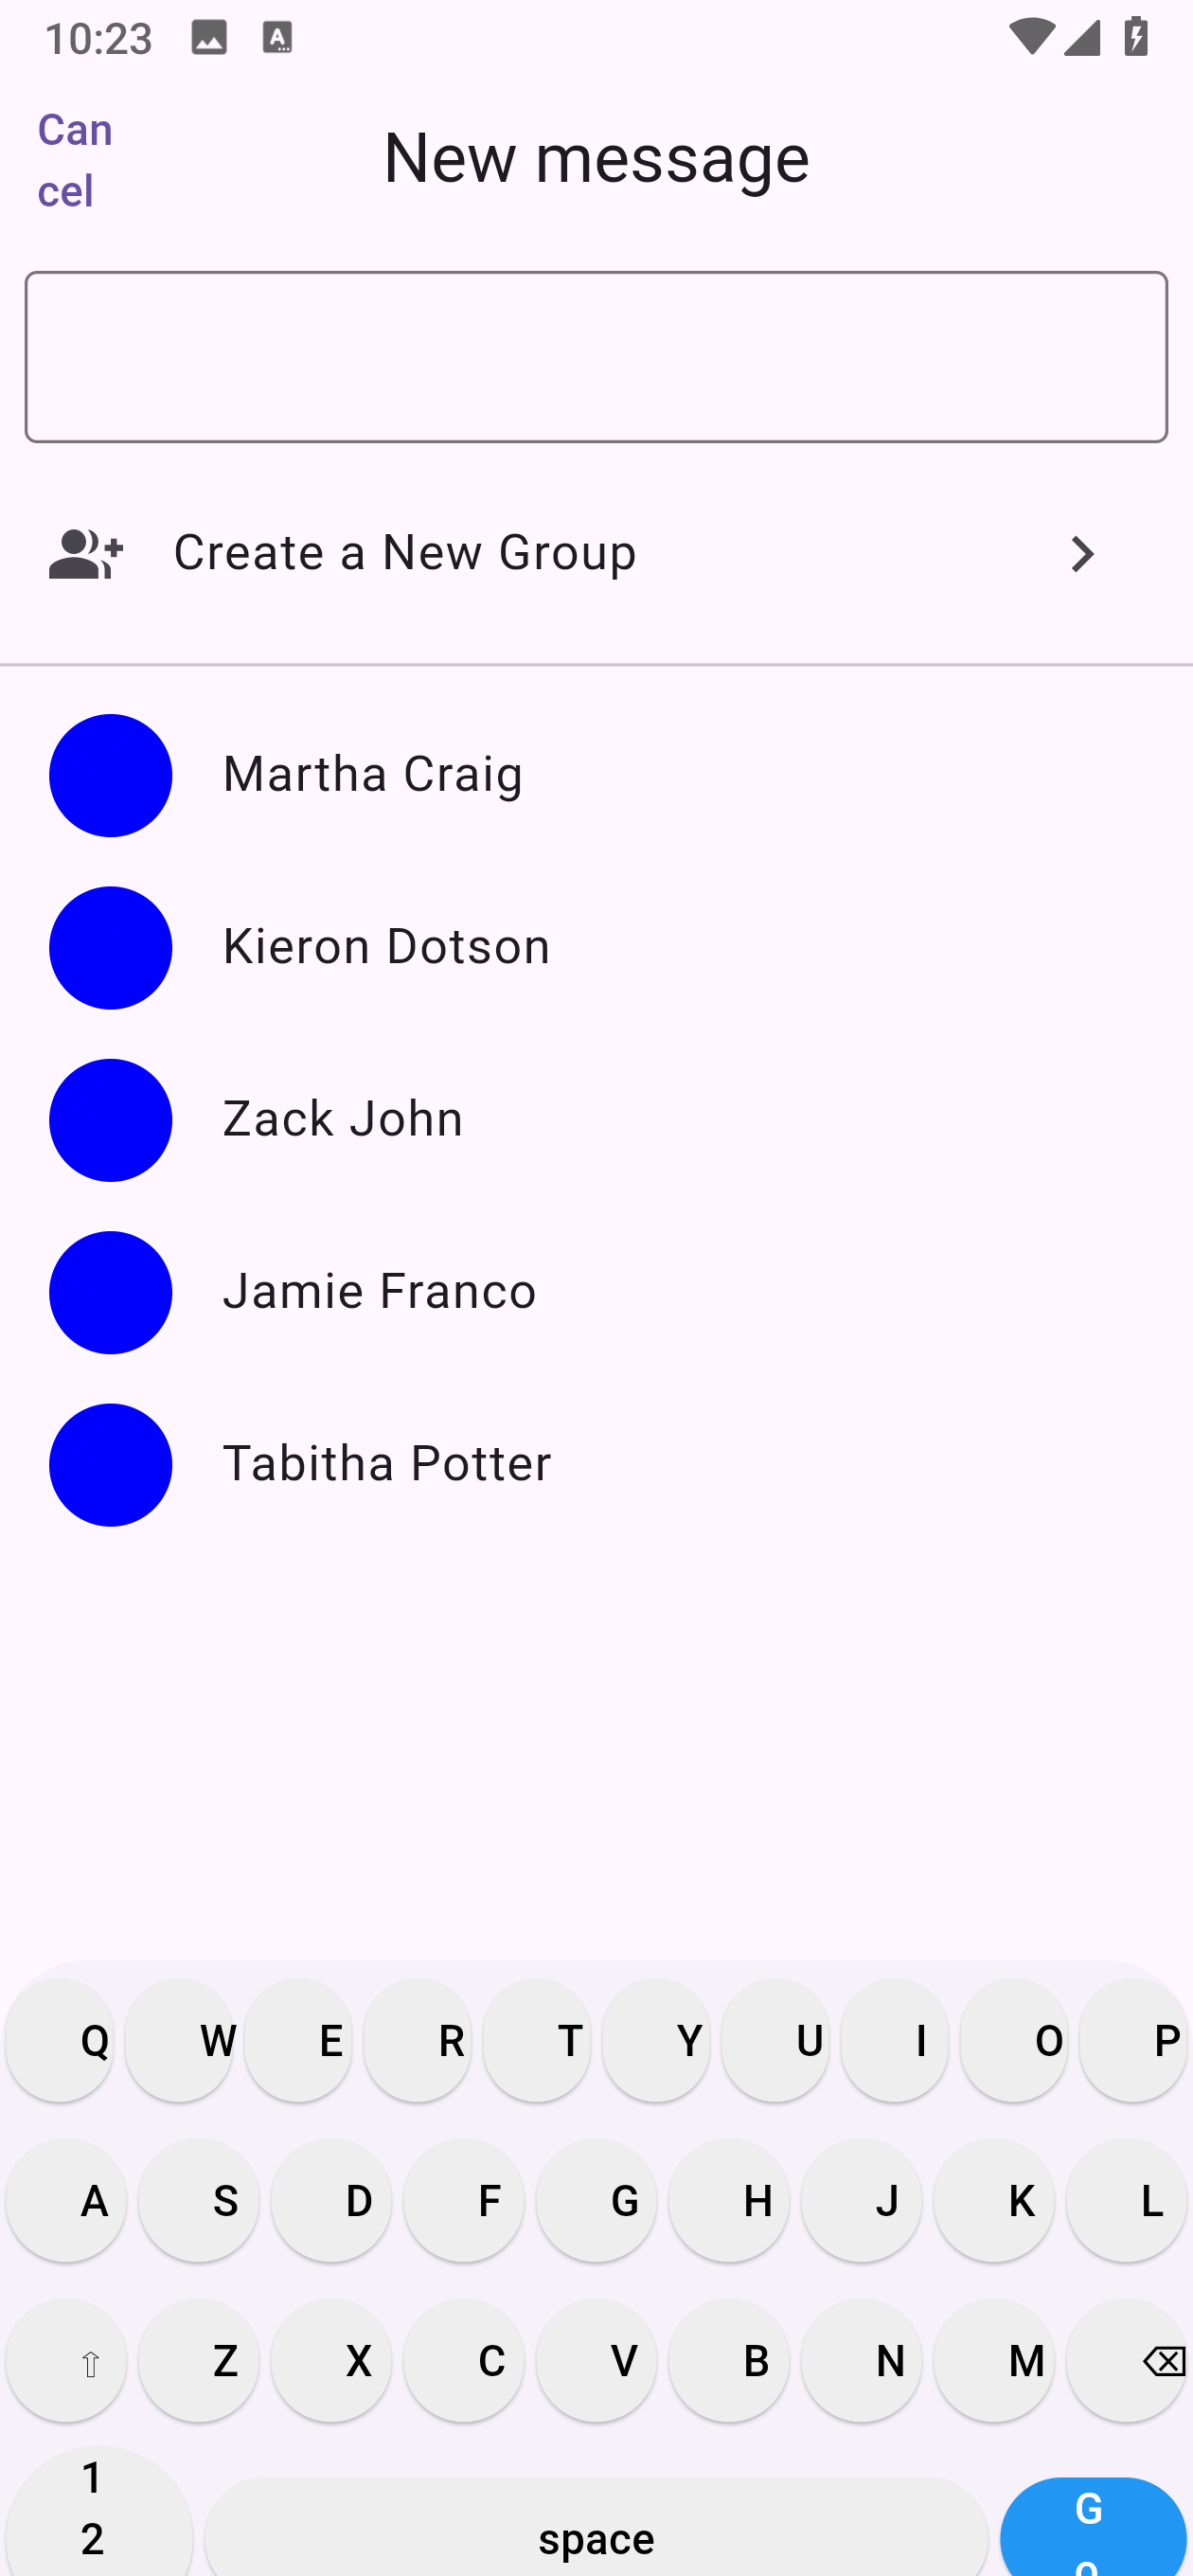 10:23
Can
cel
New message
Create a New Group
Martha Craig
Kieron Dotson
Zack John
Jamie Franco
Tabitha Potter
Q W E R T Y U I O P
A S D F G H J K L
⇧ Z X C V B N M ⌫
1
2
space
G
o